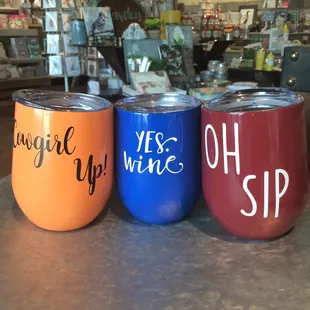 Cowgirl
Up!
YES,
wine
OH
SIP